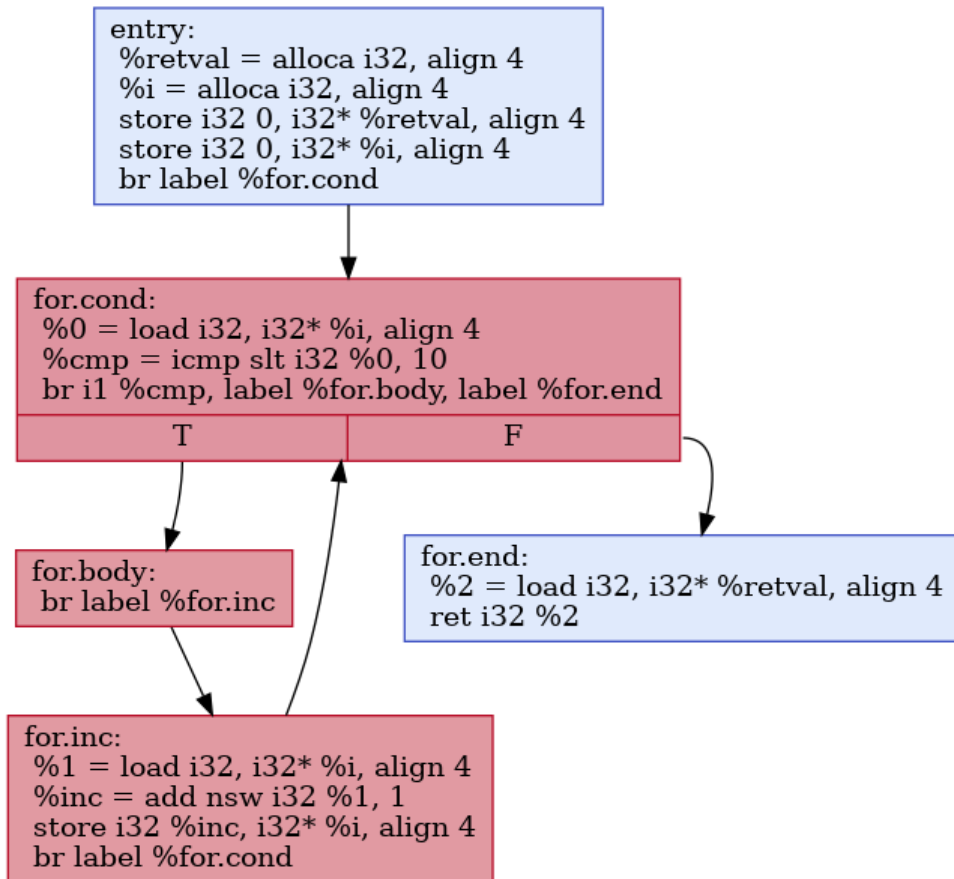 entry:
%retval = alloca i32, align 4
%i = alloca i32, align 4
store i32 0, i32* %retval, align 4
store i32 0, i32* %i, align 4
br label %for.cond
for.cond:
%0 = load i32, i32* %i, align 4
%cmp = icmp slt i32 %0, 10
br i1 %cmp, label %for.body, label %for.end
T F
for.body:
br label %for.inc
for.end:
%2 = load i32, i32* %retval, align 4
ret i32 %2
for.inc:
%1 = load i32, i32* %i, align 4
%inc = add nsw i32 %1, 1
store i32 %inc, i32* %i, align 4
br label %for.cond